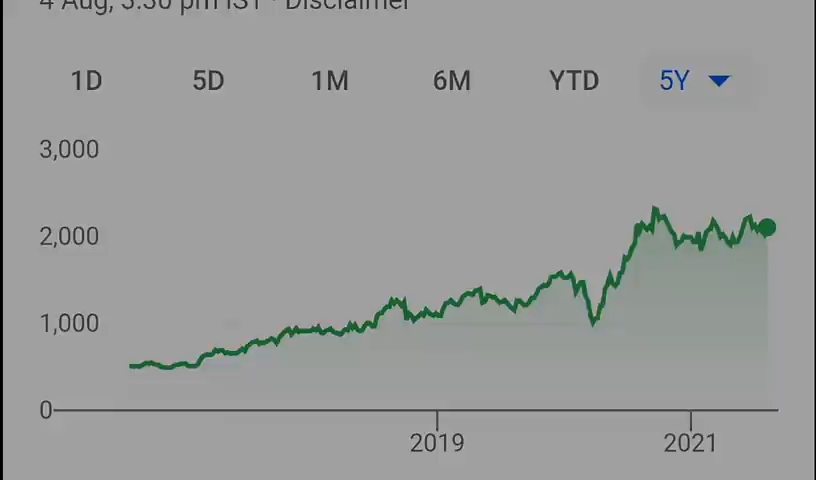 4 Aug, 3:30 pm IST · Disclaimer
1D 5D 1M 6M YTD 5Y
3,000
2,000
1,000
0
2019 2021